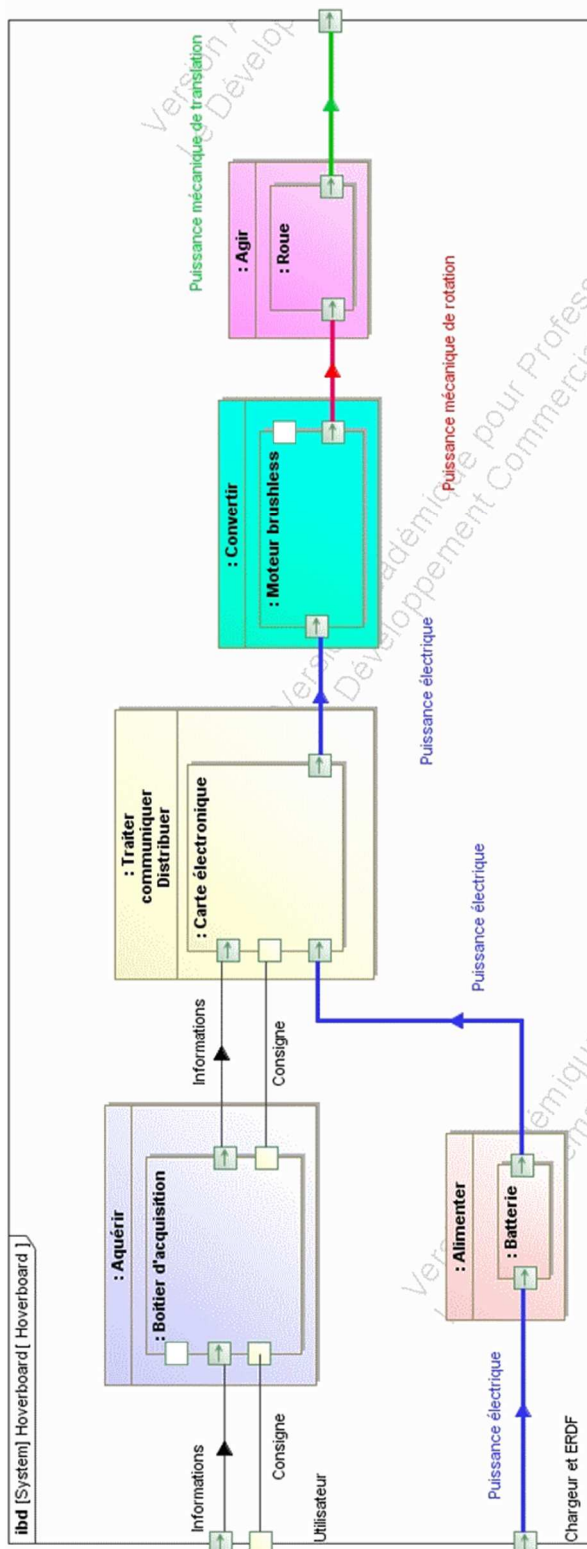 ibd [System] Hoverboard [ Hoverboard ]
Informations
Consigne
Utilisateur
: Aquérir
: Boitier d'acquisition
Informations
Consigne
: Traiter
communiquer
Distribuer
: Carte électronique
Puissance électrique
: Convertir
: Moteur brushless
Puissance mécanique de rotation
: Agir
: Roue
Puissance mécanique de translation
Puissance électrique
Chargeur et ERDF
: Alimenter
: Batterie
Puissance électrique